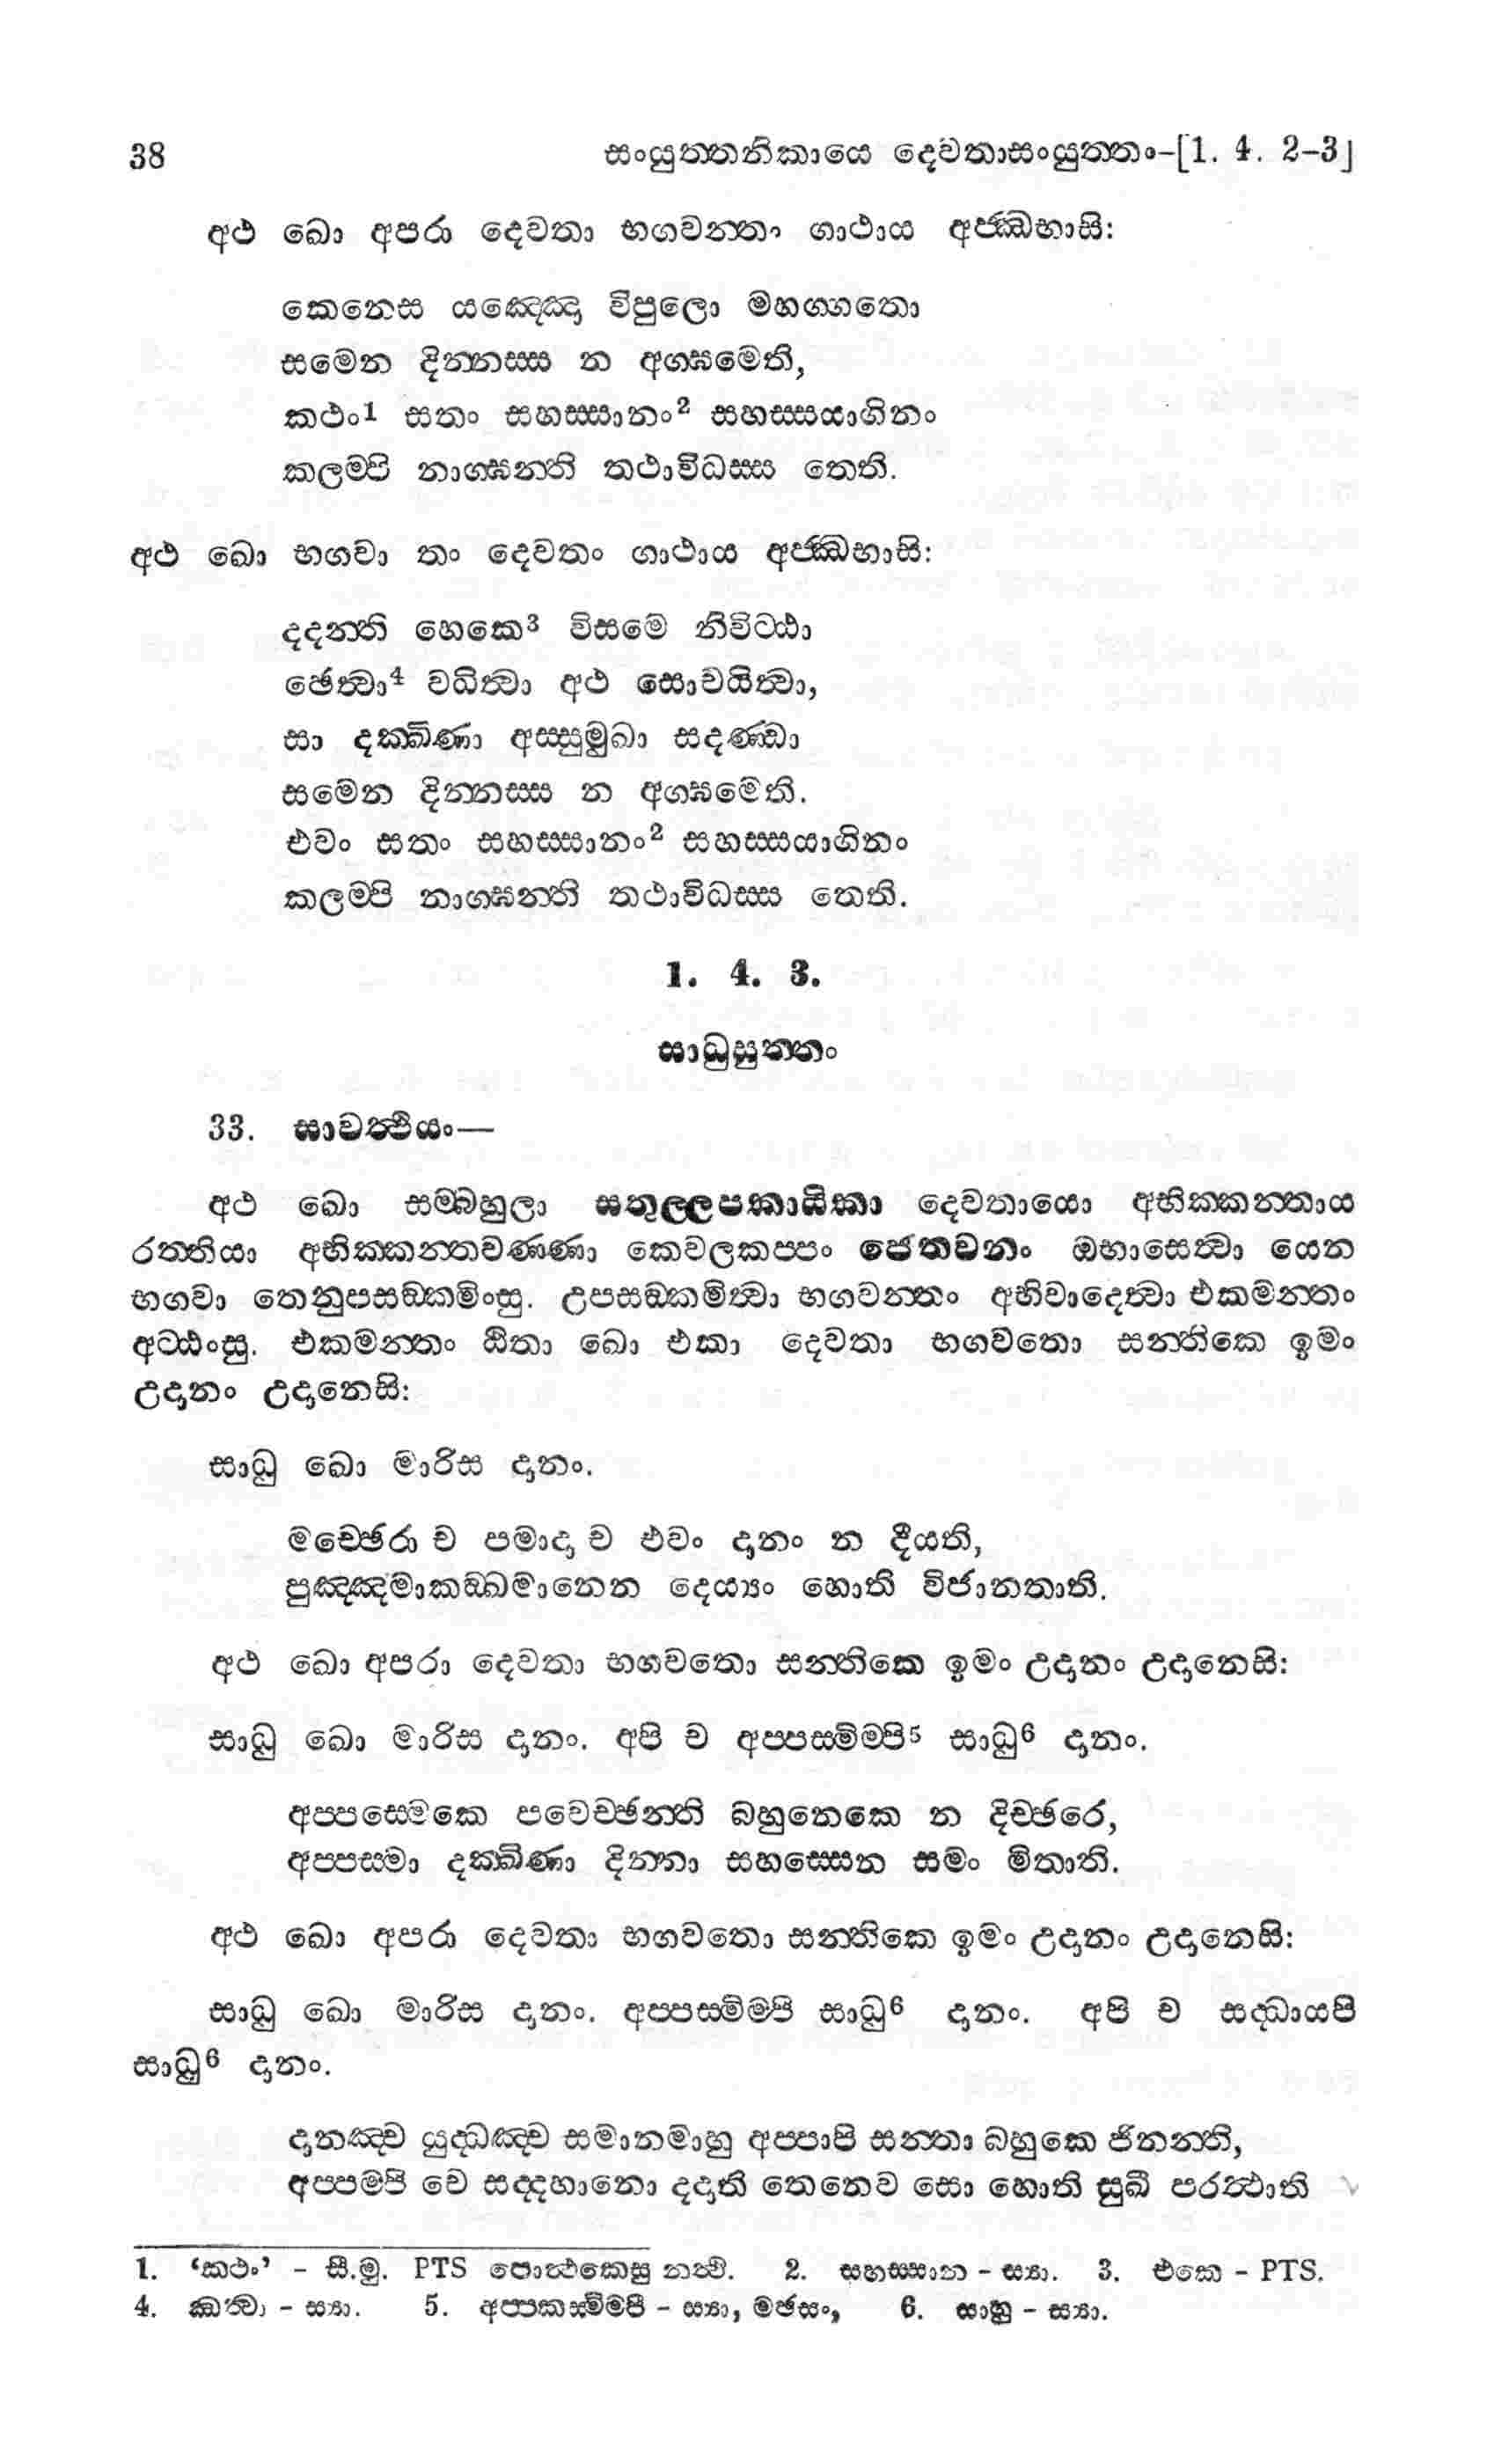 38 සංයුත්තනිකායෙ දෙවතාසංයුත්තං-[1. 4. 2-3]
අථ ඛො අපරා දෙවතා භගවන්තං ගාථාය අජ්ඣභාසි:
කෙනෙස යඤ්ඤො විපුලො මහග්ගතො
සමෙන දින්නස්ස න අග්ඝමෙති,
කථං1 සතං සහස්සානං2 සහස්සයාගිනං
කලම්පි නාග්ඝන්ති තථාවිධස්ස තෙති.
අථ ඛො භගවා තං දෙවතං ගාථාය අජ්ඣභාසි:
දදන්ති හෙකෙ3 විසමෙ නිවිට්ඨා
ඡෙත්වා4 වධිත්වා අථ සොචයිත්වා,
සා දක්ඛිණා අස්සුමුඛා සදණ්ඩා
සමෙන දින්නස්ස න අග්ඝමෙති.
එවං සතං සහස්සානං2 සහස්සයාගිනං
කලම්පි නාග්ඝන්ති තථාවිධස්ස තෙති.
1. 4. 3.
සාධුසුත්තං
33. සාවත්ථියං—
අථ ඛො සම්බහුලා සතුල්ලපකායිකා දෙවතායො අභික්කන්තාය
රත්තියා අභික්කන්තවණ්ණා කෙවලකප්පං ජෙතවනං ඔභාසෙත්වා යෙන
භගවා තෙනුපසඞ්කමිංසු. උපසඞ්කමිත්වා භගවන්තං අභිවාදෙත්වා එකමන්තං
අට්ඨංසු. එකමන්තං ඨිතා ඛො එකා දෙවතා භගවතො සන්තිකෙ ඉමං
උදානං උදානෙසි:
සාධු ඛො මාරිස දානං.
මච්ඡෙරා ච පමාදා ච එවං දානං න දීයති,
පුඤ්ඤමාකඞ්ඛමානෙන දෙය්‍යං හොති විජානතාති.
අථ ඛො අපරා දෙවතා භගවතො සන්තිකෙ ඉමං උදානං උදානෙසි:
සාධු ඛො මාරිස දානං. අපි ච අප්පස්මිම්පි5 සාධු6 දානං.
අප්පස්මෙකෙ පවෙච්ඡන්ති බහුනෙකෙ න දිච්ඡරෙ,
අප්පස්මා දක්ඛිණා දින්නා සහස්සෙන සමං මිතාති.
අථ ඛො අපරා දෙවතා භගවතො සන්තිකෙ ඉමං උදානං උදානෙසි:
සාධු ඛො මාරිස දානං. අප්පස්මිම්පි සාධු6 දානං. අපි ච සද්ධායපි
සාධු6 දානං.
දානඤ්ච යුද්ධඤ්ච සමානමාහු අප්පාපි සන්තා බහුකෙ ජිනන්ති,
අප්පම්පි චෙ සද්දහානො දදාති තෙනෙව සො හොති සුඛී පරත්ථාති
1. ‘කථං’ - සී.මු. PTS පොත්ථකෙසු නත්ථි. 2. සහස්සාන - ස්‍යා. 3. එකෙ - PTS.
4. ඣත්වා - ස්‍යා. 5. අප්පකස්මිම්පි - ස්‍යා, මඡසං, 6. සාහු - ස්‍යා.